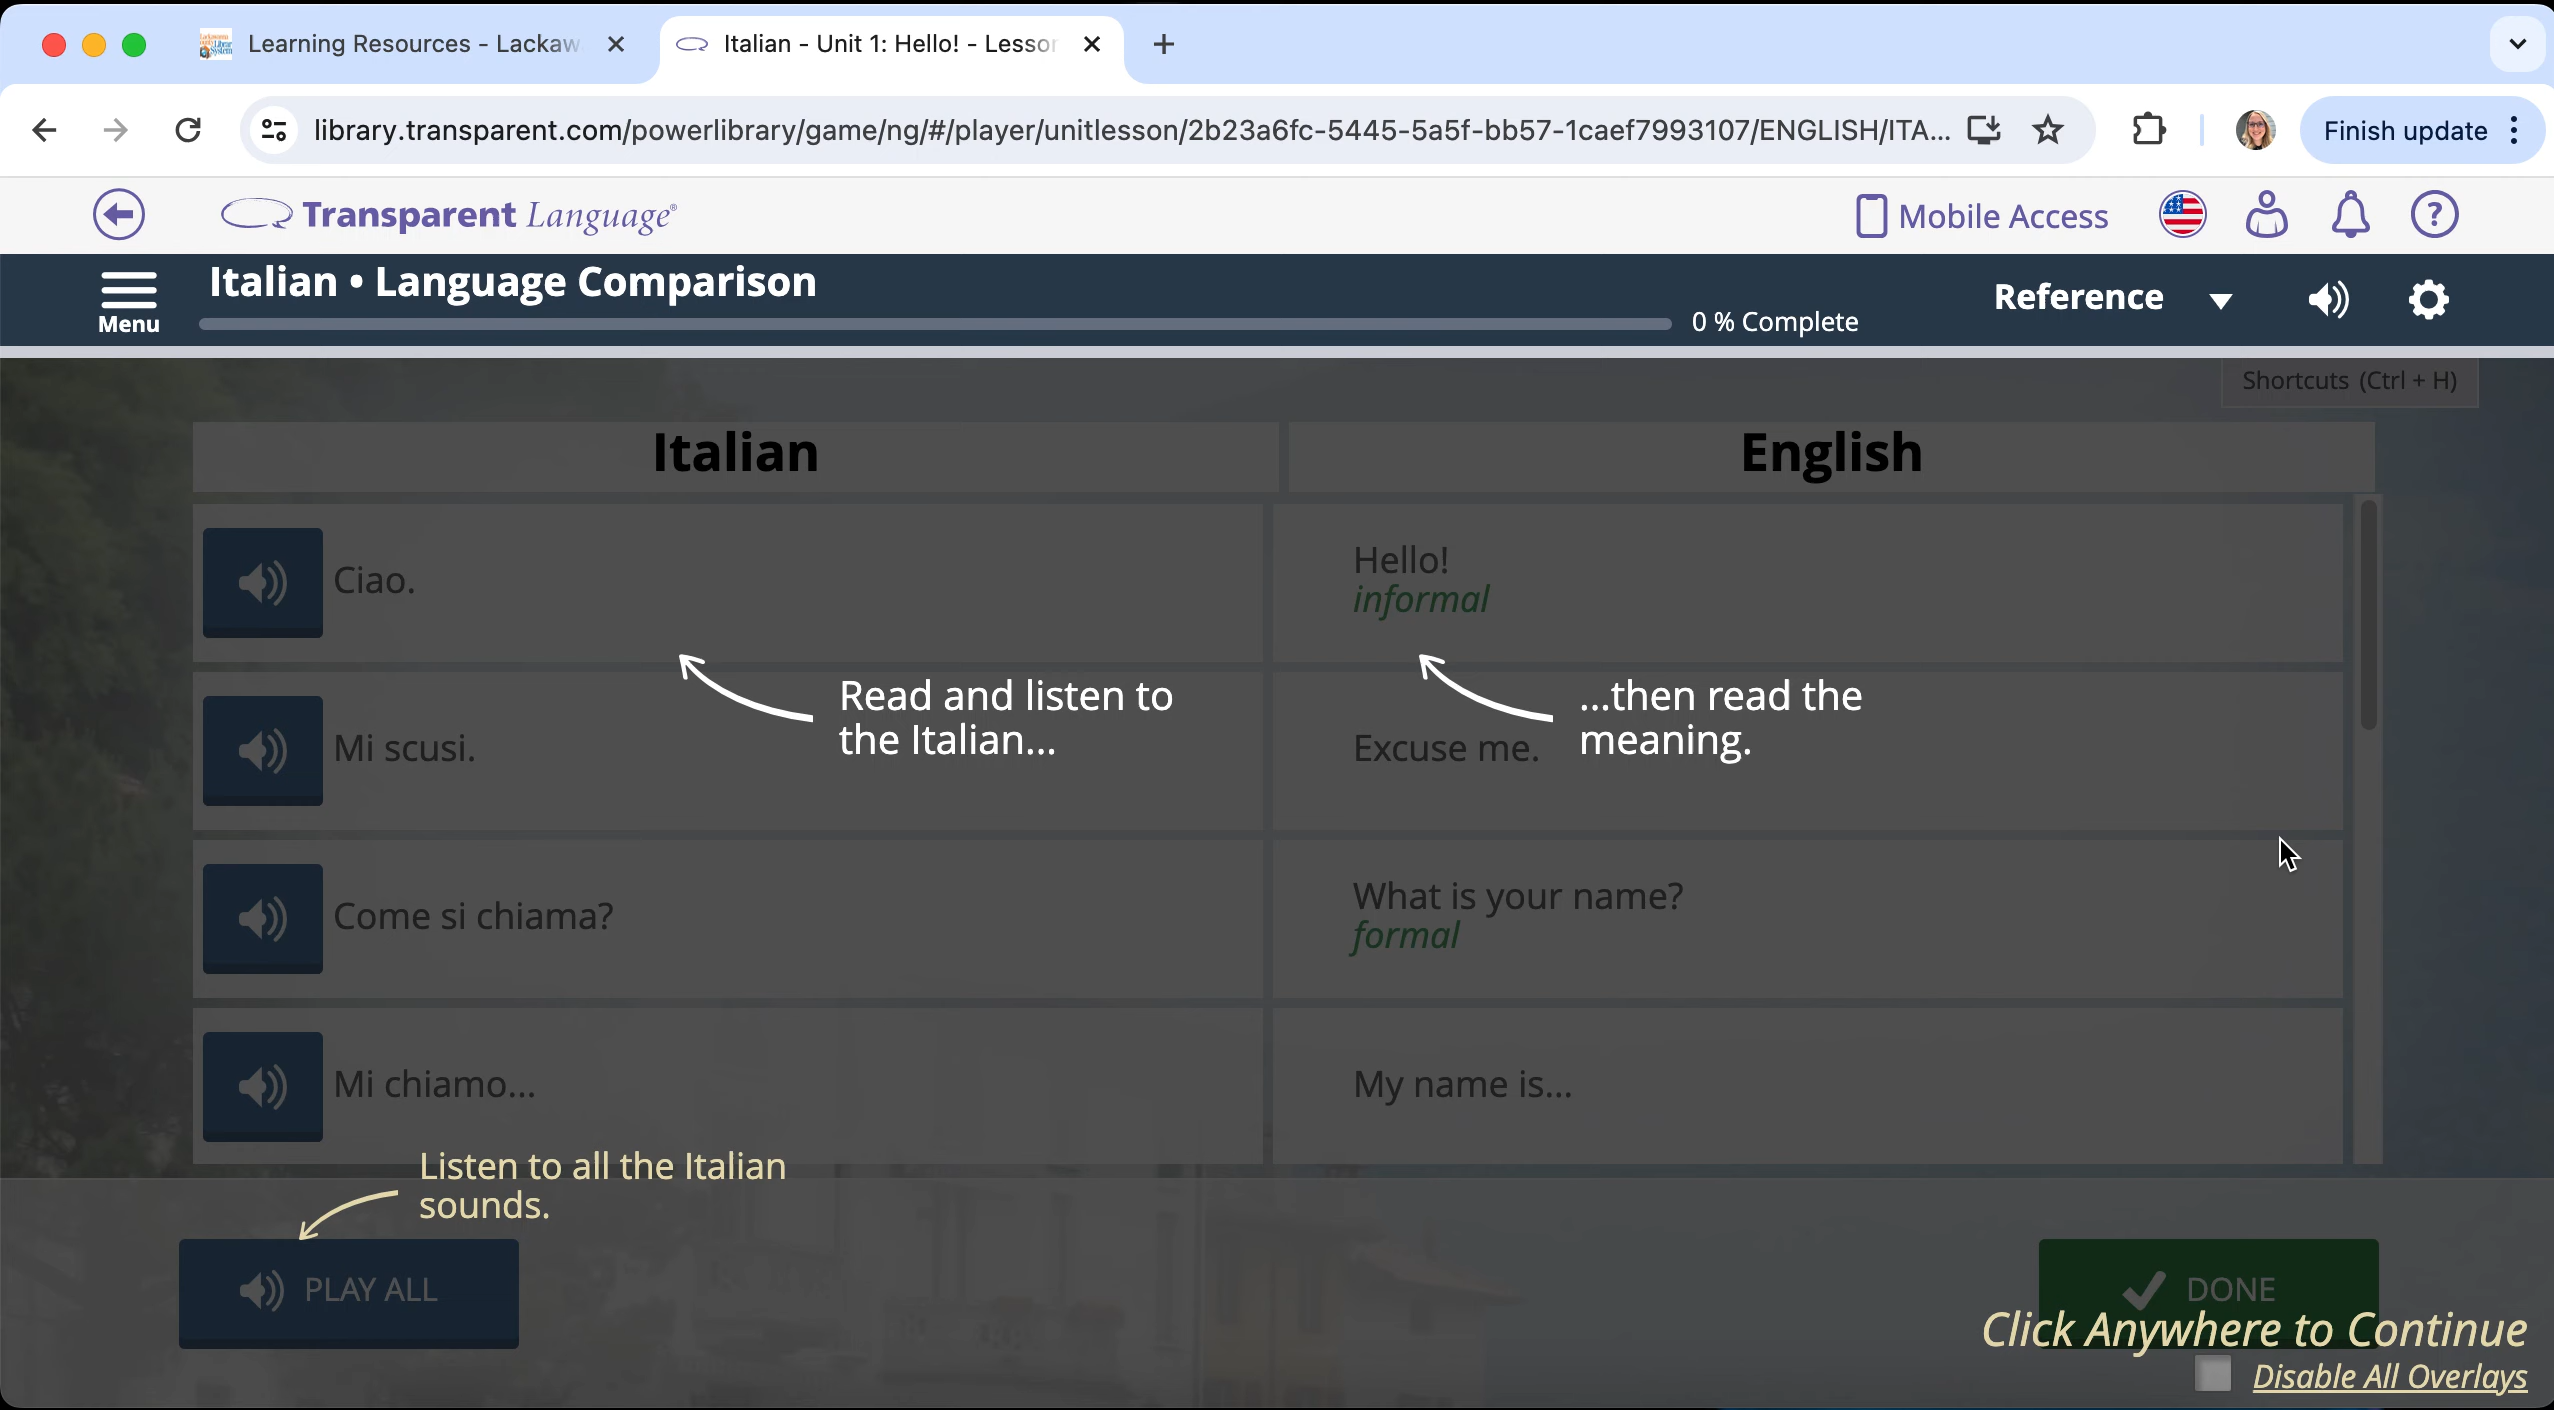 Learning Resources - Lackaw
Italian - Unit 1: Hello! - Lesson
library.transparent.com/powerlibrary/game/ng/#/player/unitlesson/2b23a6fc-5445-5a5f-bb57-1caef7993107/ENGLISH/ITA...
Finish update
Transparent Language®
Mobile Access
Italian • Language Comparison
Menu
0 % Complete
Reference
Shortcuts (Ctrl + H)
Italian
English
Ciao.
Hello!
informal
Read and listen to
the Italian...
...then read the
meaning.
Mi scusi.
Excuse me.
Come si chiama?
What is your name?
formal
Mi chiamo...
My name is...
Listen to all the Italian
sounds.
PLAY ALL
DONE
Click Anywhere to Continue
Disable All Overlays